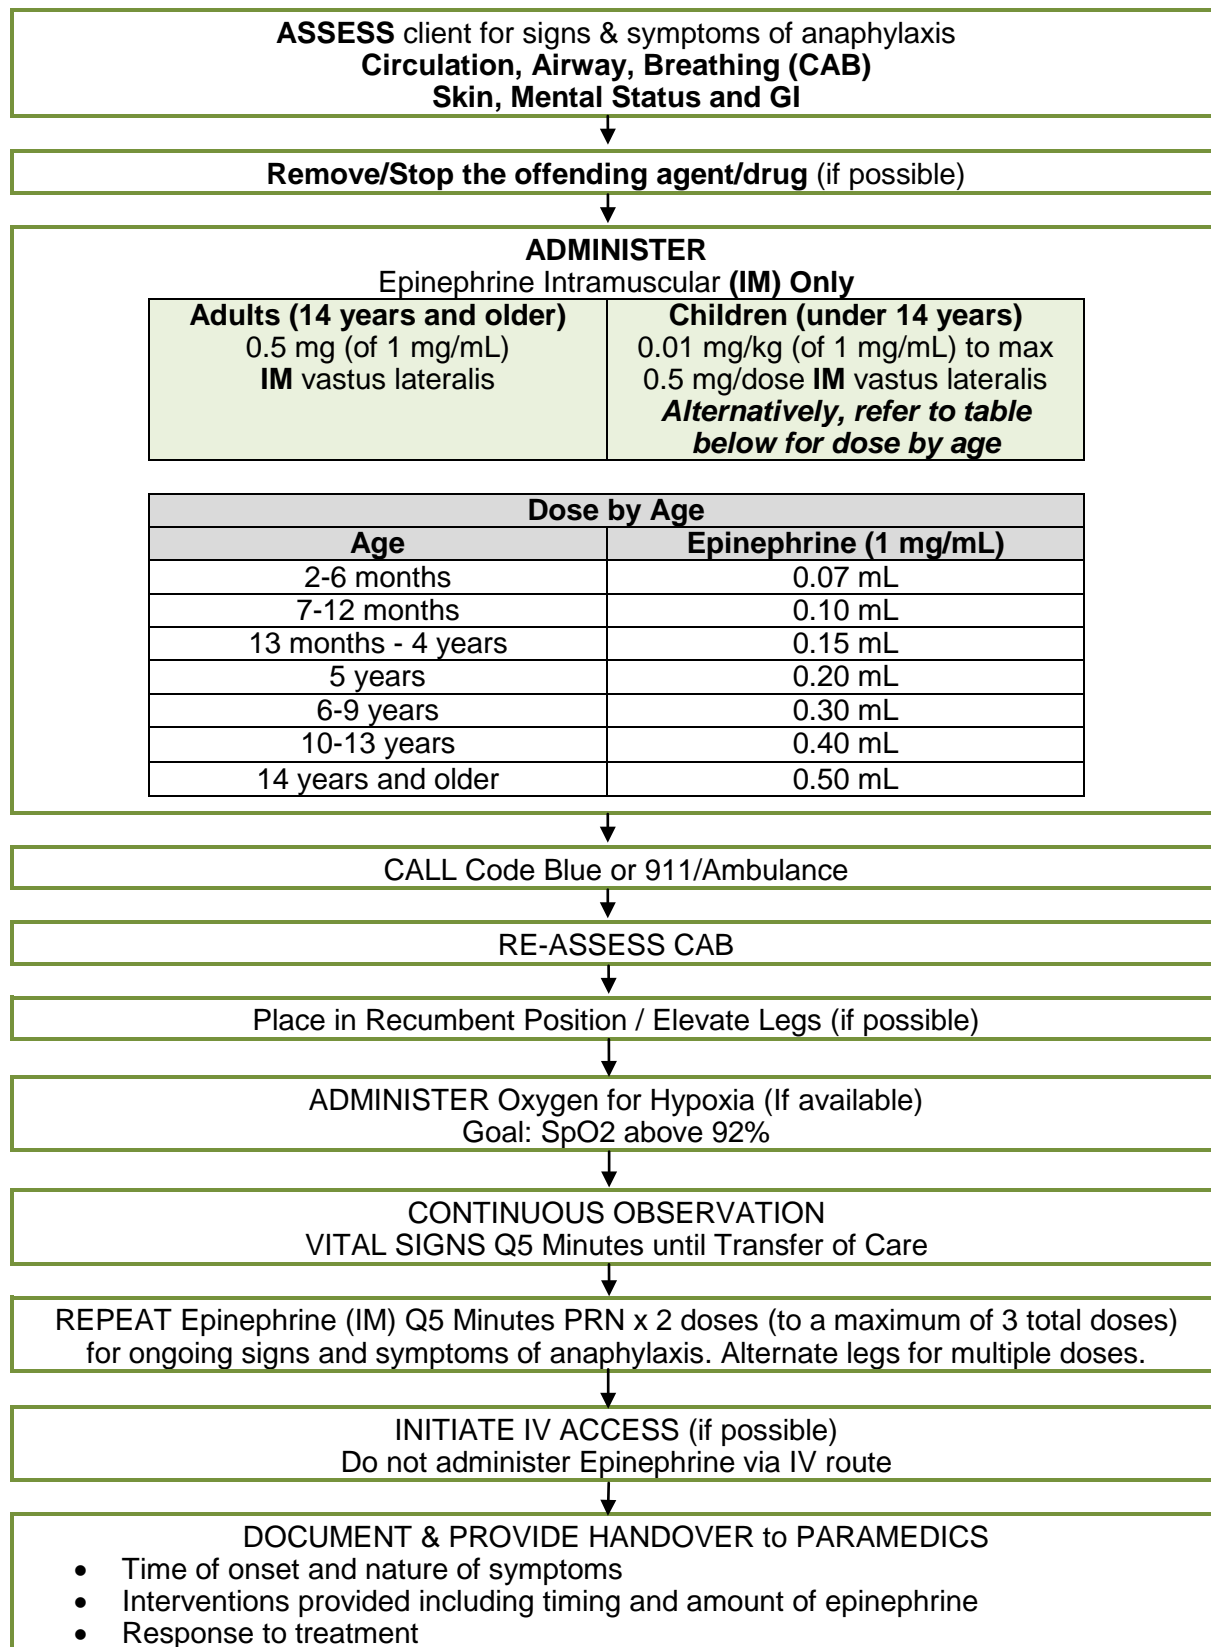 ASSESS client for signs & symptoms of anaphylaxis
Circulation, Airway, Breathing (CAB)
Skin, Mental Status and GI
Remove/Stop the offending agent/drug (if possible)
ADMINISTER
Epinephrine Intramuscular (IM) Only
Adults (14 years and older)
0.5 mg (of 1 mg/mL)
IM vastus lateralis
Children (under 14 years)
0.01 mg/kg (of 1 mg/mL) to max
0.5 mg/dose IM vastus lateralis
Alternatively, refer to table
below for dose by age
Dose by Age
Age Epinephrine (1 mg/mL)
2-6 months 0.07 mL
7-12 months 0.10 mL
13 months - 4 years 0.15 mL
5 years 0.20 mL
6-9 years 0.30 mL
10-13 years 0.40 mL
14 years and older 0.50 mL
CALL Code Blue or 911/Ambulance
RE-ASSESS CAB
Place in Recumbent Position / Elevate Legs (if possible)
ADMINISTER Oxygen for Hypoxia (If available)
Goal: SpO2 above 92%
CONTINUOUS OBSERVATION
VITAL SIGNS Q5 Minutes until Transfer of Care
REPEAT Epinephrine (IM) Q5 Minutes PRN x 2 doses (to a maximum of 3 total doses)
for ongoing signs and symptoms of anaphylaxis. Alternate legs for multiple doses.
INITIATE IV ACCESS (if possible)
Do not administer Epinephrine via IV route
DOCUMENT & PROVIDE HANDOVER to PARAMEDICS
• Time of onset and nature of symptoms
• Interventions provided including timing and amount of epinephrine
• Response to treatment